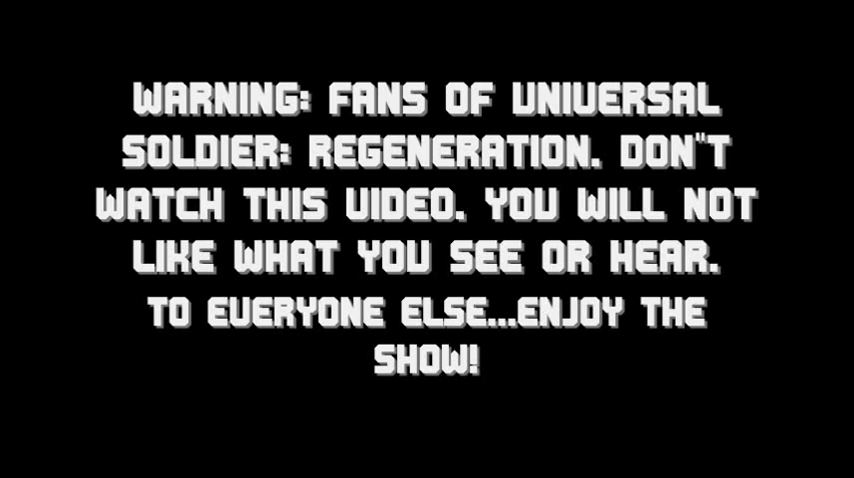 WARNING: FANS OF UNIVERSAL
SOLDIER: REGENERATION. DON"T
WATCH THIS VIDEO. YOU WILL NOT
LIKE WHAT YOU SEE OR HEAR.
TO EVERYONE ELSE...ENJOY THE
SHOW!